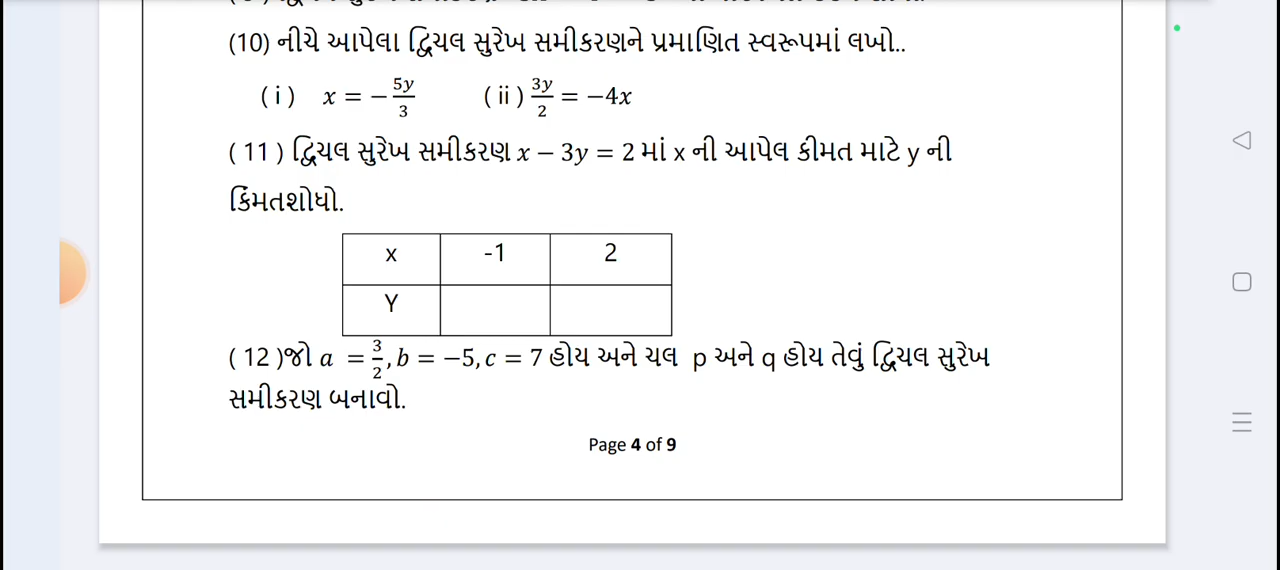 (10) નીચે આપેલા દ્વિચલ સુરેખ સમીકરણને પ્રમાણિત સ્વરૂપમાં લખો..
( i ) x = −5y/3 ( ii ) 3y/2 = −4x
( 11 ) દ્વિચલ સુરેખ સમીકરણ x − 3y = 2 માં x ની આપેલ કીમત માટે y ની
કિંમતશોધો.
x -1 2
Y
( 12 )જો a = 3/2, b = −5, c = 7 હોય અને ચલ p અને q હોય તેવું દ્વિચલ સુરેખ
સમીકરણ બનાવો.
Page 4 of 9